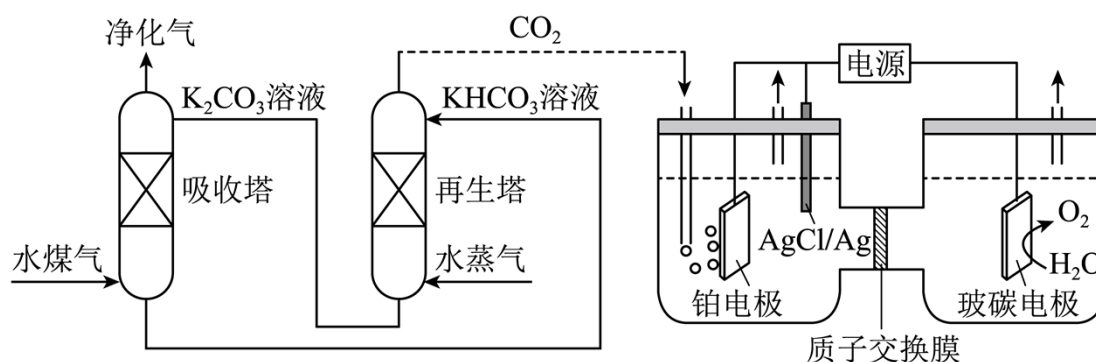 净化气
K₂CO₃溶液
吸收塔
水煤气
CO₂
KHCO₃溶液
再生塔
水蒸气
电源
AgCl/Ag
铂电极
O₂
H₂O
玻碳电极
质子交换膜